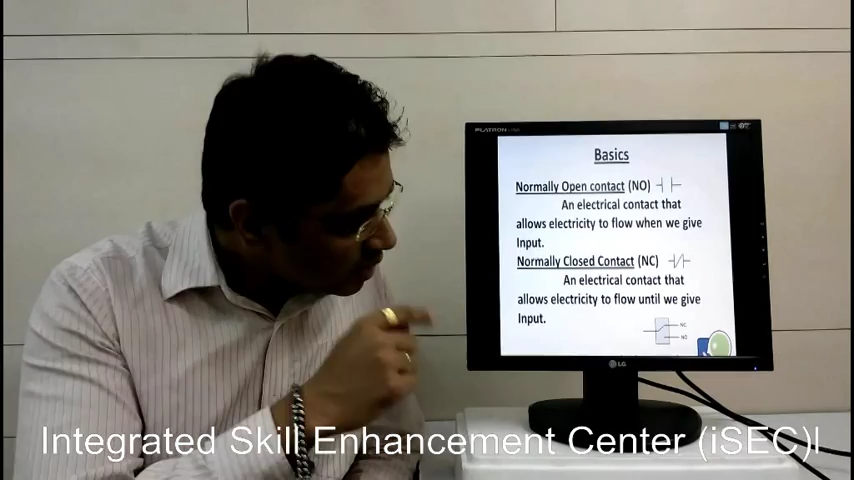 Basics
Normally Open contact (NO)
An electrical contact that
allows electricity to flow when we give
Input.
Normally Closed Contact (NC)
An electrical contact that
allows electricity to flow until we give
Input.
NC
NO
LG
Integrated Skill Enhancement Center (iSEC)l